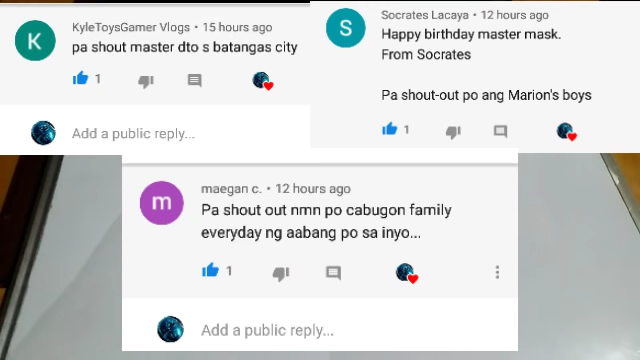 K
KyleToysGamer Vlogs • 15 hours ago
pa shout master dto s batangas city
1
Add a public reply...
S
Socrates Lacaya • 12 hours ago
Happy birthday master mask.
From Socrates
Pa shout-out po ang Marion's boys
1
m
maegan c. • 12 hours ago
Pa shout out nmn po cabugon family
everyday ng aabang po sa inyo...
1
Add a public reply...